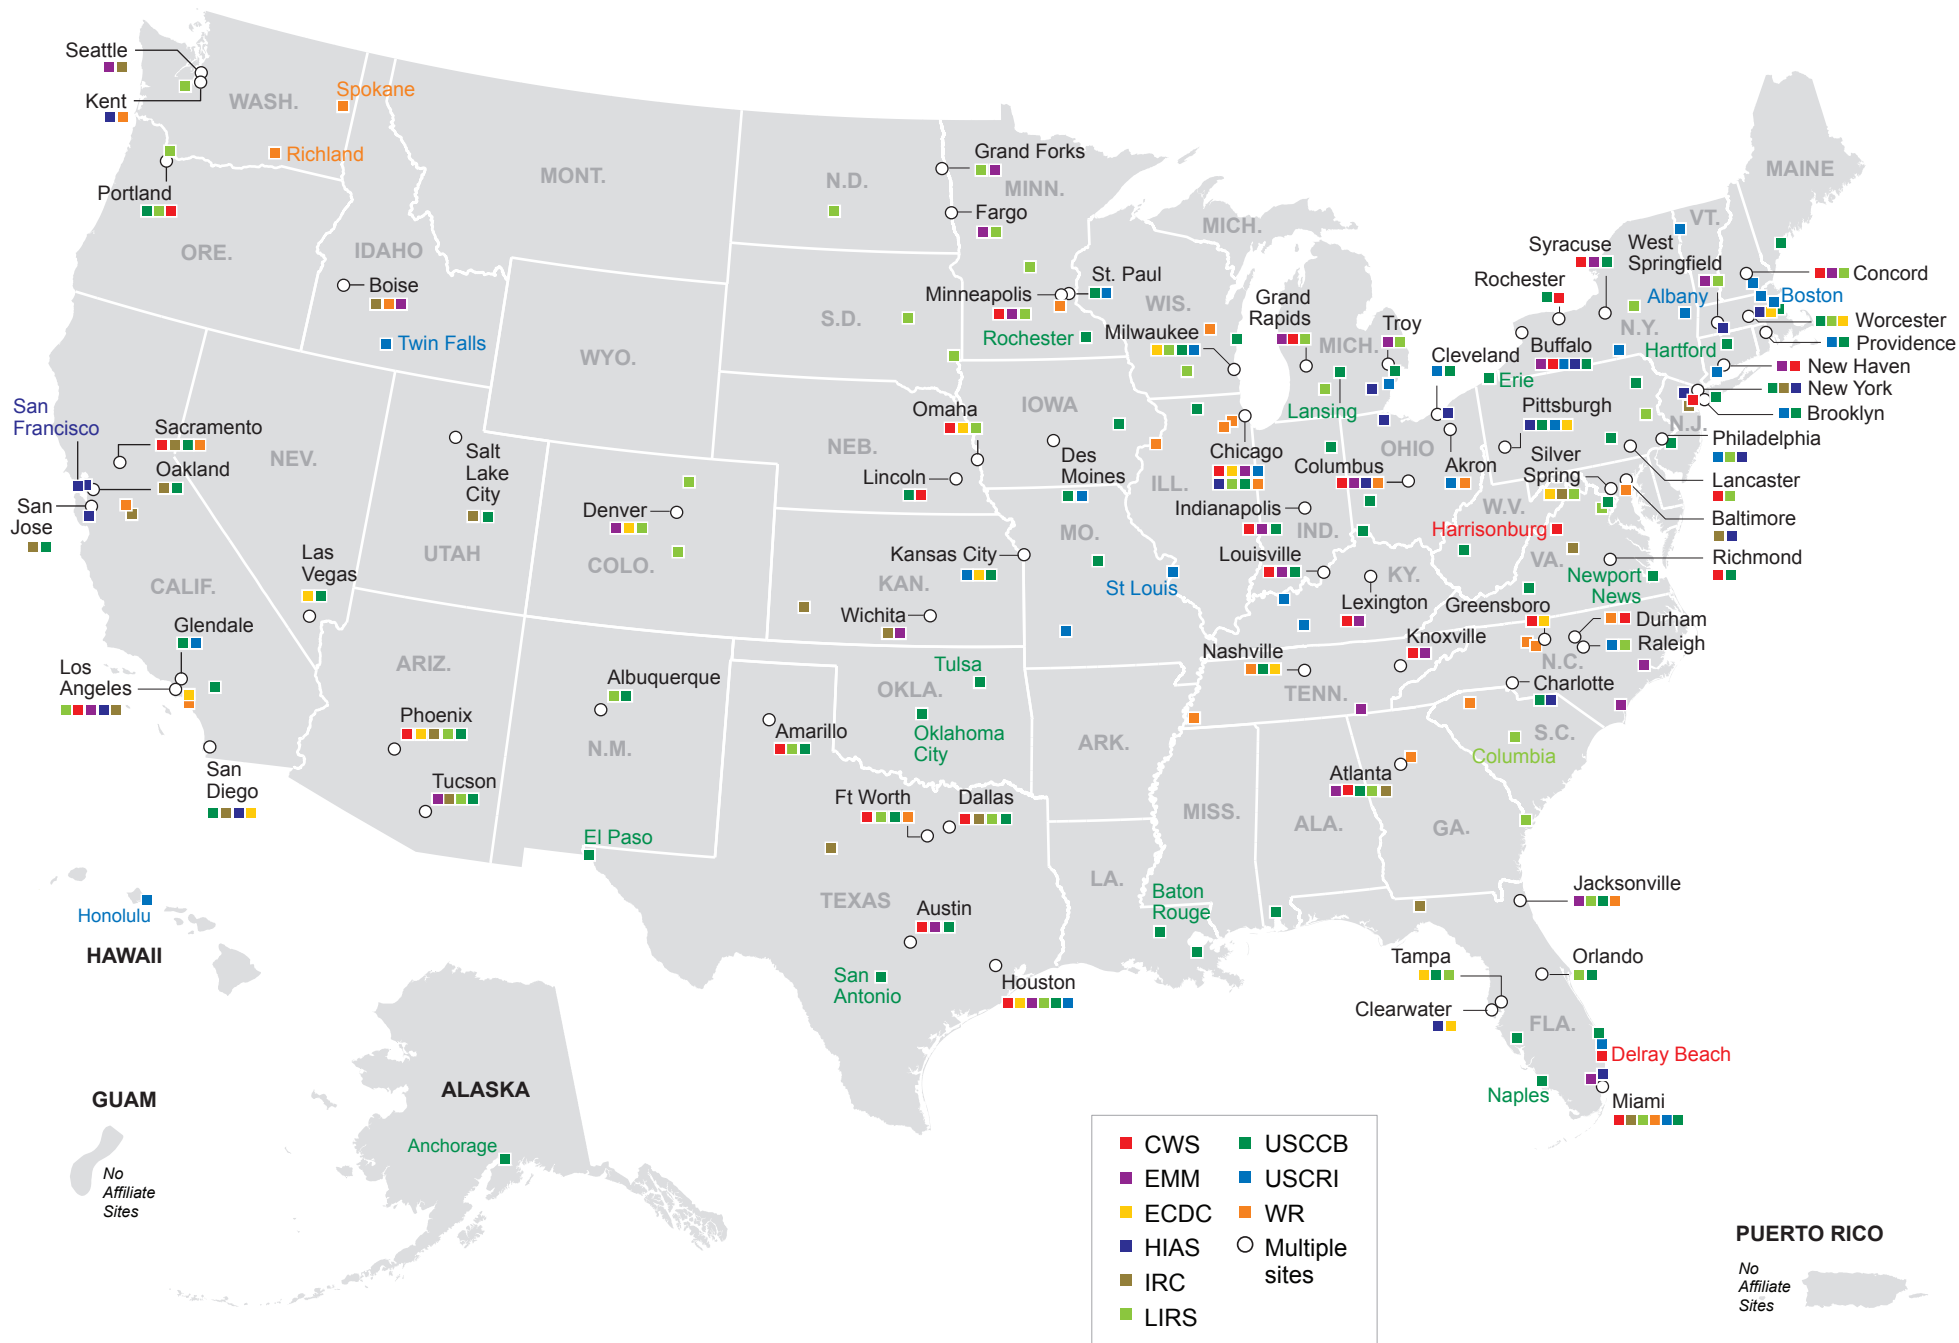 Seattle
Kent
WASH.
Spokane
Richland
Portland
ORE.
IDAHO
Boise
Twin Falls
MONT.
WYO.
N.D.
S.D.
Grand Forks
MINN.
Fargo
Minneapolis
St. Paul
Rochester
WIS.
Milwaukee
MICH.
Grand
Rapids
MICH.
Troy
Lansing
Cleveland
Syracuse
Rochester
West
Springfield
VT.
MAINE
Concord
Albany
Boston
N.Y.
Worcester
Providence
Hartford
Buffalo
New Haven
New York
Brooklyn
Erie
Pittsburgh
N.J.
Philadelphia
Lancaster
Baltimore
Silver
Spring
Richmond
San
Francisco
Sacramento
Oakland
San
Jose
NEV.
CALIF.
Las
Vegas
Glendale
Los
Angeles
San
Diego
Salt
Lake
City
UTAH
ARIZ.
Phoenix
Tucson
Denver
COLO.
Albuquerque
N.M.
El Paso
NEB.
Omaha
Lincoln
IOWA
Des
Moines
Kansas City
KAN.
Wichita
MO.
St Louis
ILL.
Chicago
Indianapolis
IND.
Columbus
OHIO
Akron
Louisville
KY.
Lexington
W.V.
Harrisonburg
VA.
Newport
News
Greensboro
Durham
Raleigh
N.C.
Charlotte
Knoxville
Nashville
TENN.
S.C.
Columbia
Tulsa
OKLA.
Oklahoma
City
Amarillo
ARK.
Ft Worth
Dallas
TEXAS
Austin
San
Antonio
Houston
LA.
Baton
Rouge
MISS.
ALA.
Atlanta
GA.
Jacksonville
Tampa
Orlando
Clearwater
FLA.
Delray Beach
Naples
Miami
Honolulu
HAWAII
GUAM
No
Affiliate
Sites
ALASKA
Anchorage
CWS
EMM
ECDC
HIAS
IRC
LIRS
USCCB
USCRI
WR
Multiple
sites
PUERTO RICO
No
Affiliate
Sites